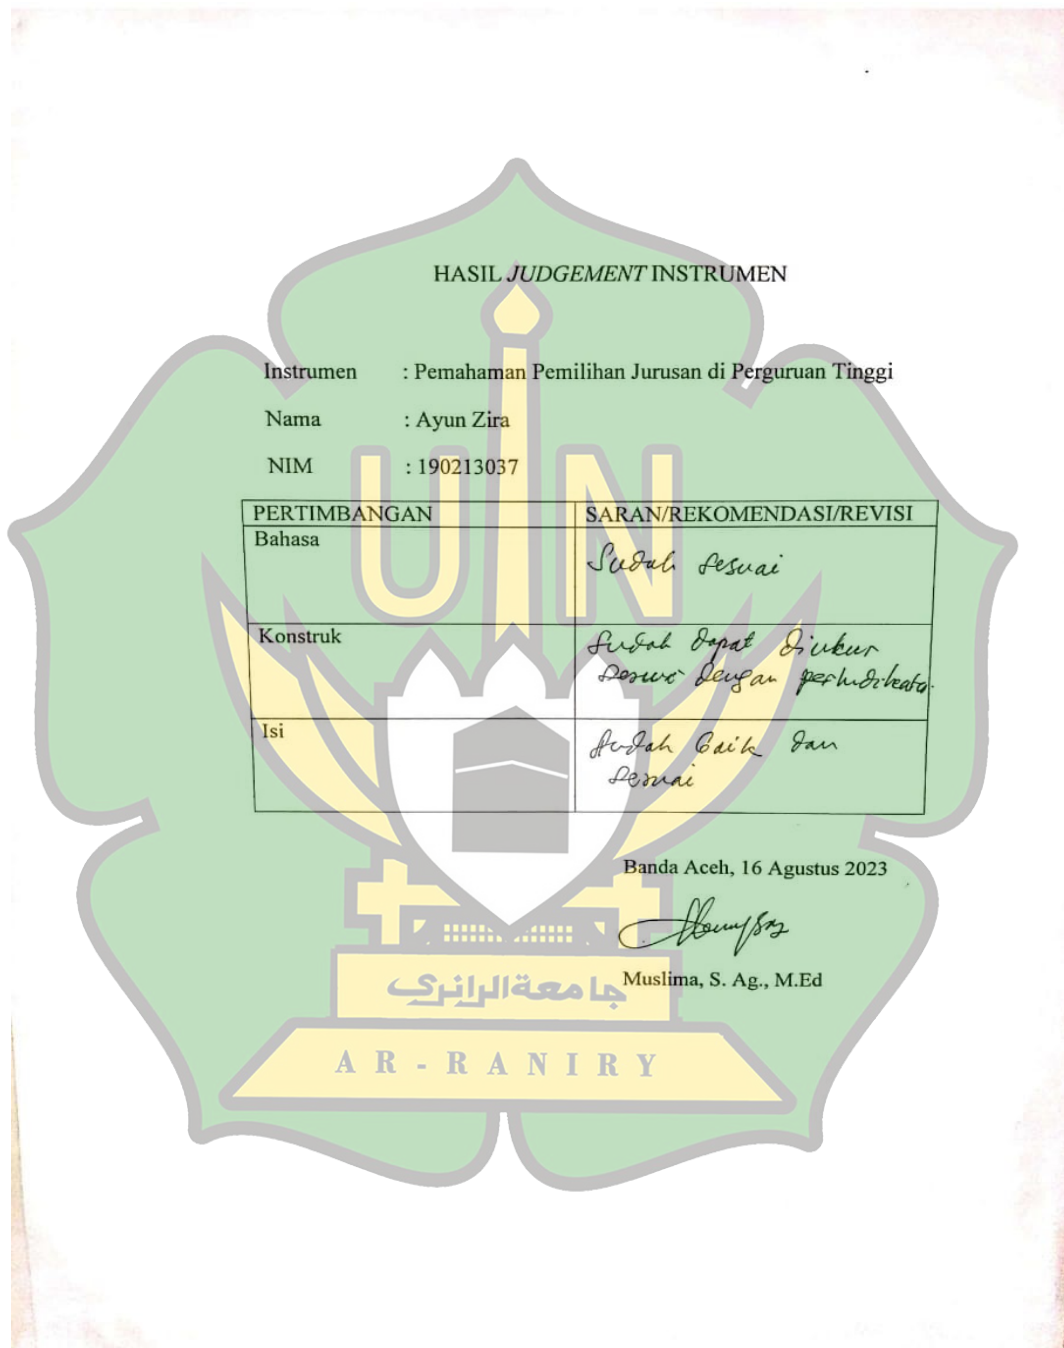 HASIL JUDGEMENT INSTRUMEN
Instrumen : Pemahaman Pemilihan Jurusan di Perguruan Tinggi
Nama : Ayun Zira
NIM : 190213037
UIN
PERTIMBANGAN SARAN/REKOMENDASI/REVISI
Bahasa
Sudah sesuai
Konstruk
Sudah dapat diukur
sesuai dengan
Isi
Sudah baik dan
sesuai
Banda Aceh, 16 Agustus 2023
Muslima, S. Ag., M.Ed
جامعة الرانري
AR-RANIRY